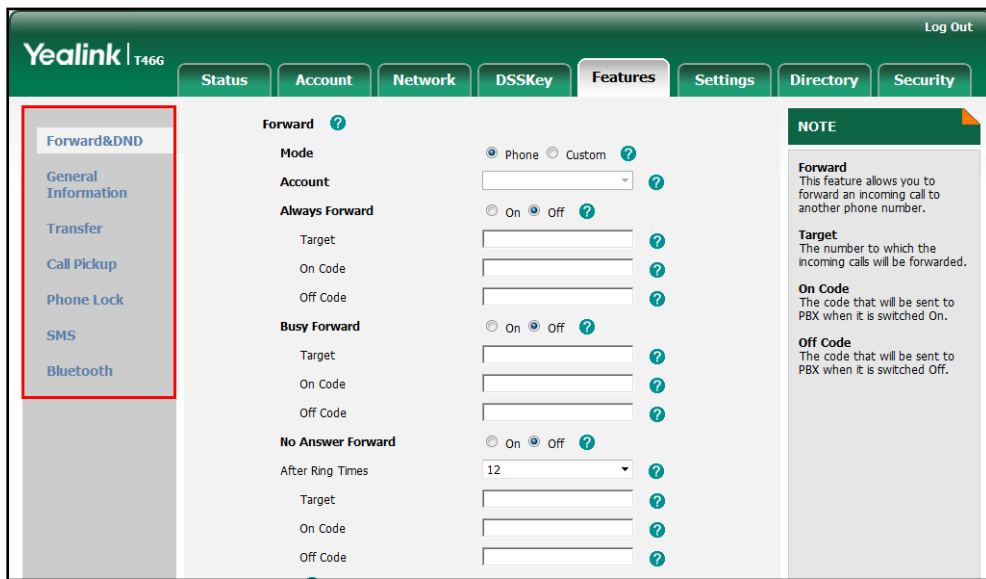 Log Out
Yealink T46G
Status Account Network DSSKey Features Settings Directory Security
Forward&DND
General
Information
Transfer
Call Pickup
Phone Lock
SMS
Bluetooth
Forward ?
Mode Phone Custom ?
Account ?
Always Forward On Off ?
Target ?
On Code ?
Off Code ?
Busy Forward On Off ?
Target ?
On Code ?
Off Code ?
No Answer Forward On Off ?
After Ring Times 12 ?
Target ?
On Code ?
Off Code ?
NOTE
Forward
This feature allows you to
forward an incoming call to
another phone number.
Target
The number to which the
incoming calls will be forwarded.
On Code
The code that will be sent to
PBX when it is switched On.
Off Code
The code that will be sent to
PBX when it is switched Off.